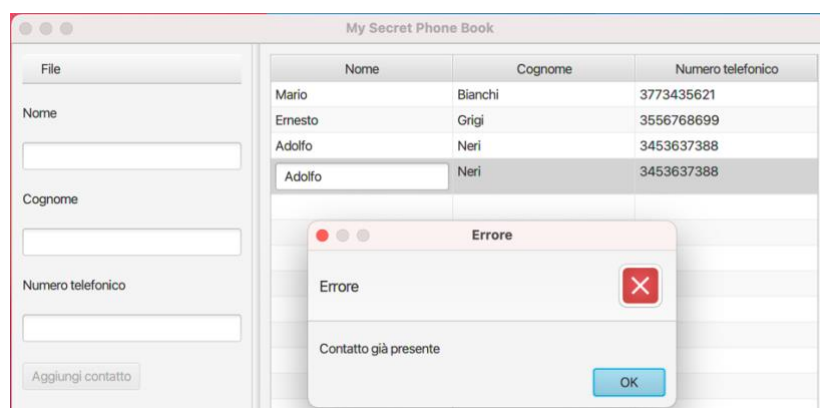 My Secret Phone Book
File
Nome
Cognome
Numero telefonico
Aggiungi contatto
Nome Cognome Numero telefonico
Mario Bianchi 3773435621
Ernesto Grigi 3556768699
Adolfo Neri 3453637388
Adolfo Neri 3453637388
Errore
Errore
Contatto già presente
OK